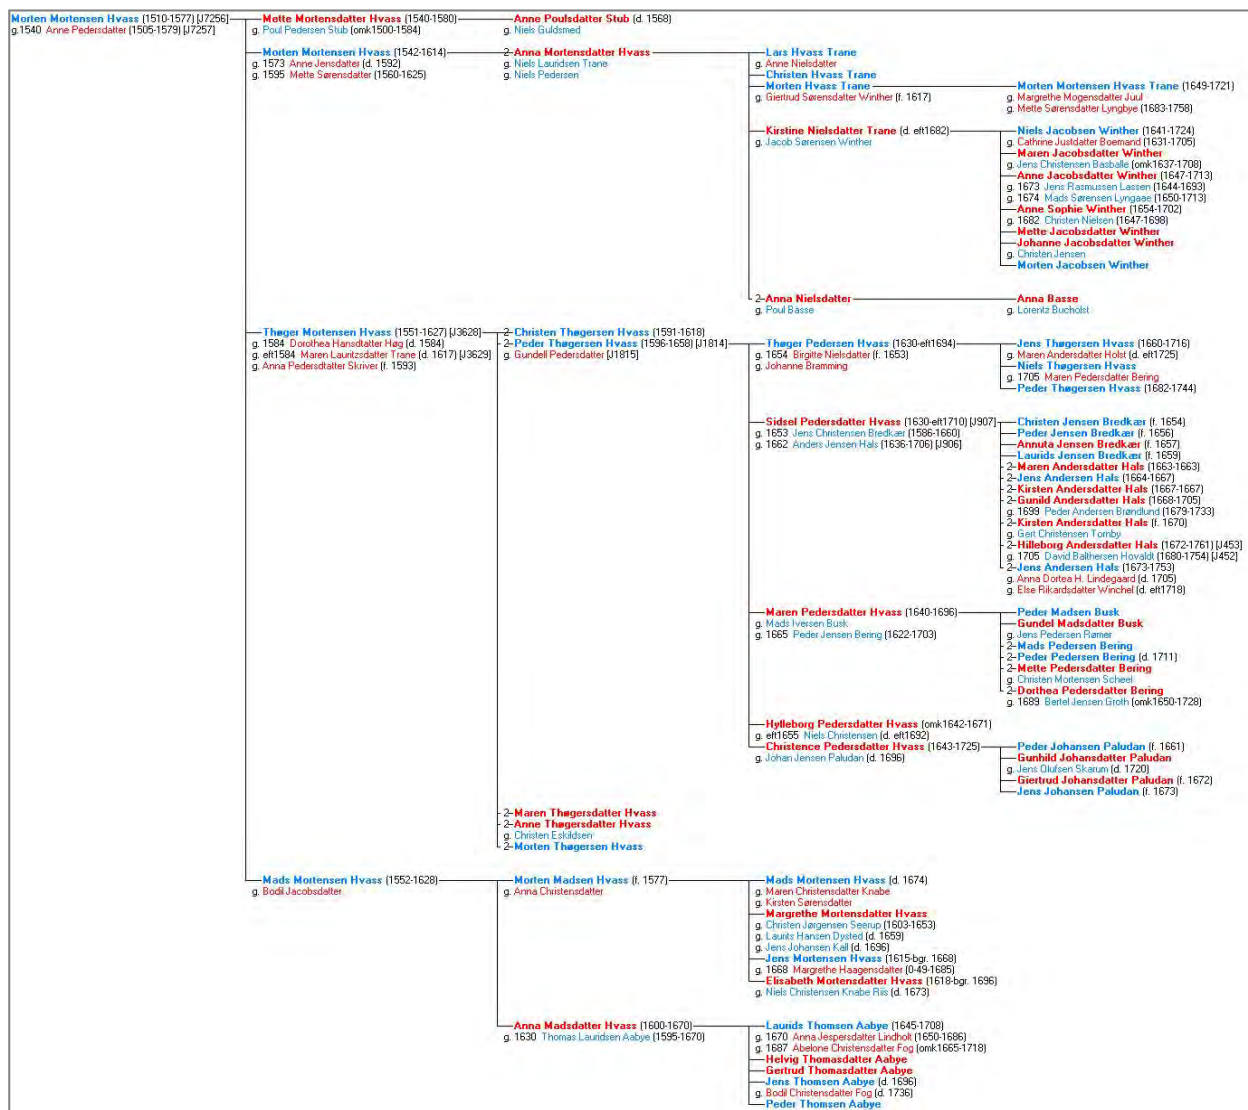 Morten Mortensen Hvass (1510-1577) [J7256]
g.1540 Anne Pedersdatter (1505-1579) [J7257]
Mette Mortensdatter Hvass (1540-1580)
g. Poul Pedersen Stub (omk1500-1584)
Anne Poulsdatter Stub (d. 1568)
g. Niels Guldsmed
Morten Mortensen Hvass (1542-1614)
g. 1573 Anne Jensdatter (d. 1592)
g. 1595 Mette Sørensdatter (1560-1625)
2 Anna Mortensdatter Hvass
g. Niels Lauridsen Trane
g. Niels Pedersen
Lars Hvass Trane
g. Anne Nielsdatter
Christen Hvass Trane
Morten Hvass Trane
g. Giertrud Sørensdatter Winther (f. 1617)
Morten Mortensen Hvass Trane (1649-1721)
g. Margrethe Mogensdatter Juul
g. Mette Sørensdatter Lyngbye (1683-1758)
Kirstine Nielsdatter Trane (d. eft1682)
g. Jacob Sørensen Winther
Niels Jacobsen Winther (1641-1724)
g. Cathrine Justdatter Boemand (1631-1705)
Maren Jacobsdatter Winther
g. Jens Christensen Basballe (omk1637-1708)
Anne Jacobsdatter Winther (1647-1713)
g. 1673 Jens Rasmussen Lassen (1644-1693)
g. 1674 Mads Sørensen Lyngaae (1650-1713)
Anne Sophie Winther (1654-1702)
g. 1682 Christen Nielsen (1647-1698)
Mette Jacobsdatter Winther
Johanne Jacobsdatter Winther
g. Christen Jensen
Morten Jacobsen Winther
2 Anna Nielsdatter
g. Poul Basse
Anna Basse
g. Lorentz Bucholst
Thøger Mortensen Hvass (1551-1627) [J3628]
g. 1584 Dorothea Hansdtatter Høg (d. 1584)
g. eft1584 Maren Lauritzsdatter Trane (d. 1617) [J3629]
g. Anna Pedersdtatter Skriver (f. 1593)
2 Christen Thøgersen Hvass (1591-1618)
2 Peder Thøgersen Hvass (1596-1658) [J1814]
g. Gundell Pedersdatter [J1815]
Thøger Pedersen Hvass (1630-eft1694)
g. 1654 Birgitte Nielsdatter (f. 1653)
g. Johanne Bramming
Jens Thøgersen Hvass (1660-1716)
g. Maren Andersdatter Holst (d. eft1725)
Niels Thøgersen Hvass
g. 1705 Maren Pedersdatter Bering
Peder Thøgersen Hvass (1682-1744)
Sidsel Pedersdatter Hvass (1630-eft1710) [J907]
g. 1653 Jens Christensen Bredkær (1586-1660)
g. 1662 Anders Jensen Hals (1636-1706) [J906]
Christen Jensen Bredkær (f. 1654)
Peder Jensen Bredkær (f. 1656)
Annuta Jensen Bredkær (f. 1657)
Laurids Jensen Bredkær (f. 1659)
2 Maren Andersdatter Hals (1663-1663)
2 Jens Andersen Hals (1664-1667)
2 Kirsten Andersdatter Hals (1667-1667)
2 Gunild Andersdatter Hals (1668-1705)
g. 1699 Peder Andersen Brøndlund (1679-1733)
2 Kirsten Andersdatter Hals (f. 1670)
g. Gert Christensen Tornby
2 Hilleborg Andersdatter Hals (1672-1761) [J453]
g. 1705 David Balthersen Hovaldt (1680-1754) [J452]
2 Jens Andersen Hals (1673-1753)
g. Anna Dortea H. Lindegaard (d. 1705)
g. Else Rikardsdatter Winchel (d. eft1718)
Maren Pedersdatter Hvass (1640-1696)
g. Mads Iversen Busk
g. 1665 Peder Jensen Bering (1622-1703)
Peder Madsen Busk
Gundel Madsdatter Busk
g. Jens Pedersen Rømer
2 Mads Pedersen Bering
2 Peder Pedersen Bering (d. 1711)
2 Mette Pedersdatter Bering
g. Christen Mortensen Scheel
2 Dorthea Pedersdatter Bering
g. 1689 Bertel Jensen Groth (omk1650-1728)
Hylleborg Pedersdatter Hvass (omk1642-1671)
g. eft1655 Niels Christensen (d. eft1692)
Christence Pedersdatter Hvass (1643-1725)
g. Johan Jensen Paludan (d. 1696)
Peder Johansen Paludan (f. 1661)
Gunhild Johansdatter Paludan
g. Jens Olufsen Skarum (d. 1720)
Giertrud Johansdatter Paludan (f. 1672)
Jens Johansen Paludan (f. 1673)
2 Maren Thøgersdatter Hvass
2 Anne Thøgersdatter Hvass
g. Christen Eskildsen
2 Morten Thøgersen Hvass
Mads Mortensen Hvass (1552-1628)
g. Bodil Jacobsdatter
Morten Madsen Hvass (f. 1577)
g. Anna Christensdatter
Mads Mortensen Hvass (d. 1674)
g. Maren Christensdatter Knabe
g. Kirsten Sørensdatter
Margrethe Mortensdatter Hvass
g. Christen Jørgensen Seerup (1603-1653)
g. Laurits Hansen Dysted (d. 1659)
g. Jens Johansen Kall (d. 1696)
Jens Mortensen Hvass (1615-bgr. 1668)
g. 1668 Margrethe Haagensdatter (0-49-1685)
Elisabeth Mortensdatter Hvass (1618-bgr. 1696)
g. Niels Christensen Knabe Riis (d. 1673)
Anna Madsdatter Hvass (1600-1670)
g. 1630 Thomas Lauridsen Aabye (1595-1670)
Laurids Thomsen Aabye (1645-1708)
g. 1670 Anna Jespersdatter Lindholt (1650-1686)
g. 1687 Abelone Christensdatter Fog (omk1665-1718)
Helvig Thomasdatter Aabye
Gertrud Thomasdatter Aabye
Jens Thomsen Aabye (d. 1696)
g. Bodil Christensdatter Fog (d. 1736)
Peder Thomsen Aabye